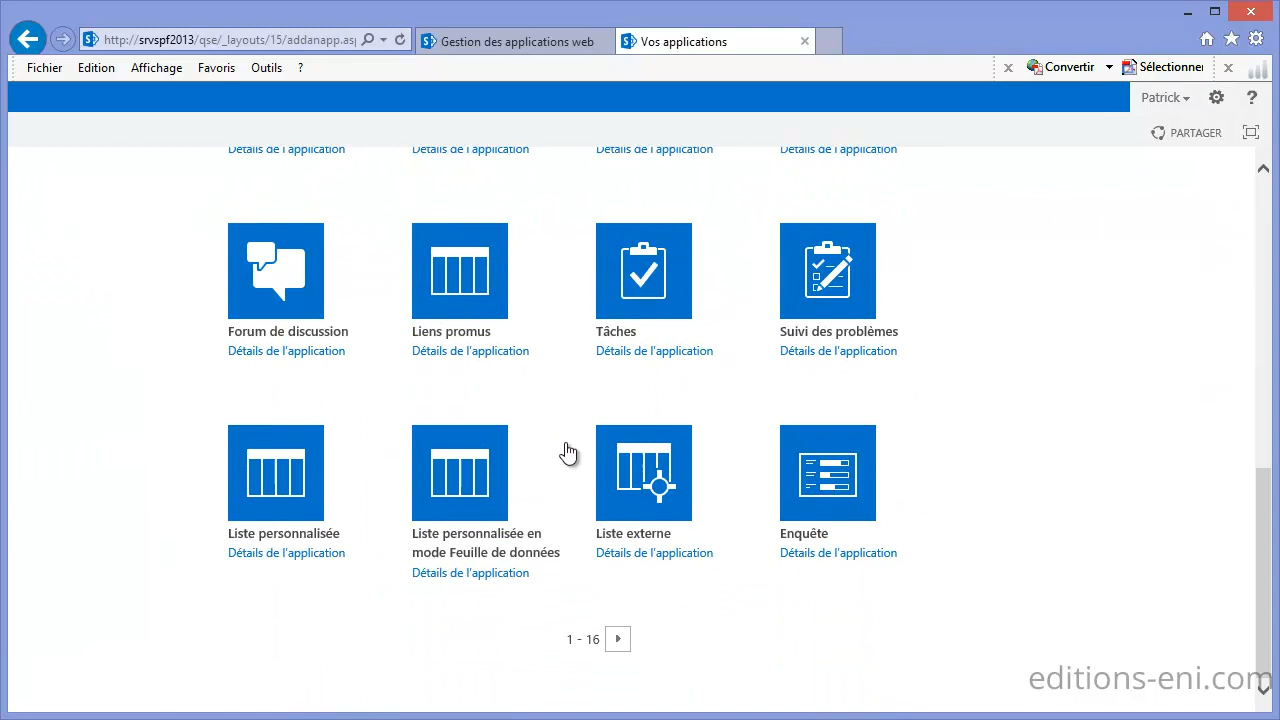 http://srvspf2013/qse/_layouts/15/addanapp.as
Gestion des applications web
Vos applications
Fichier Edition Affichage Favoris Outils ?
Convertir
Sélectionner
Patrick
PARTAGER
Détails de l'application Détails de l'application Détails de l'application Détails de l'application
Forum de discussion Liens promus Tâches Suivi des problèmes
Détails de l'application Détails de l'application Détails de l'application Détails de l'application
Liste personnalisée Liste personnalisée en Liste externe Enquête
mode Feuille de données
Détails de l'application Détails de l'application Détails de l'application
Détails de l'application
1 - 16
editions-eni.com